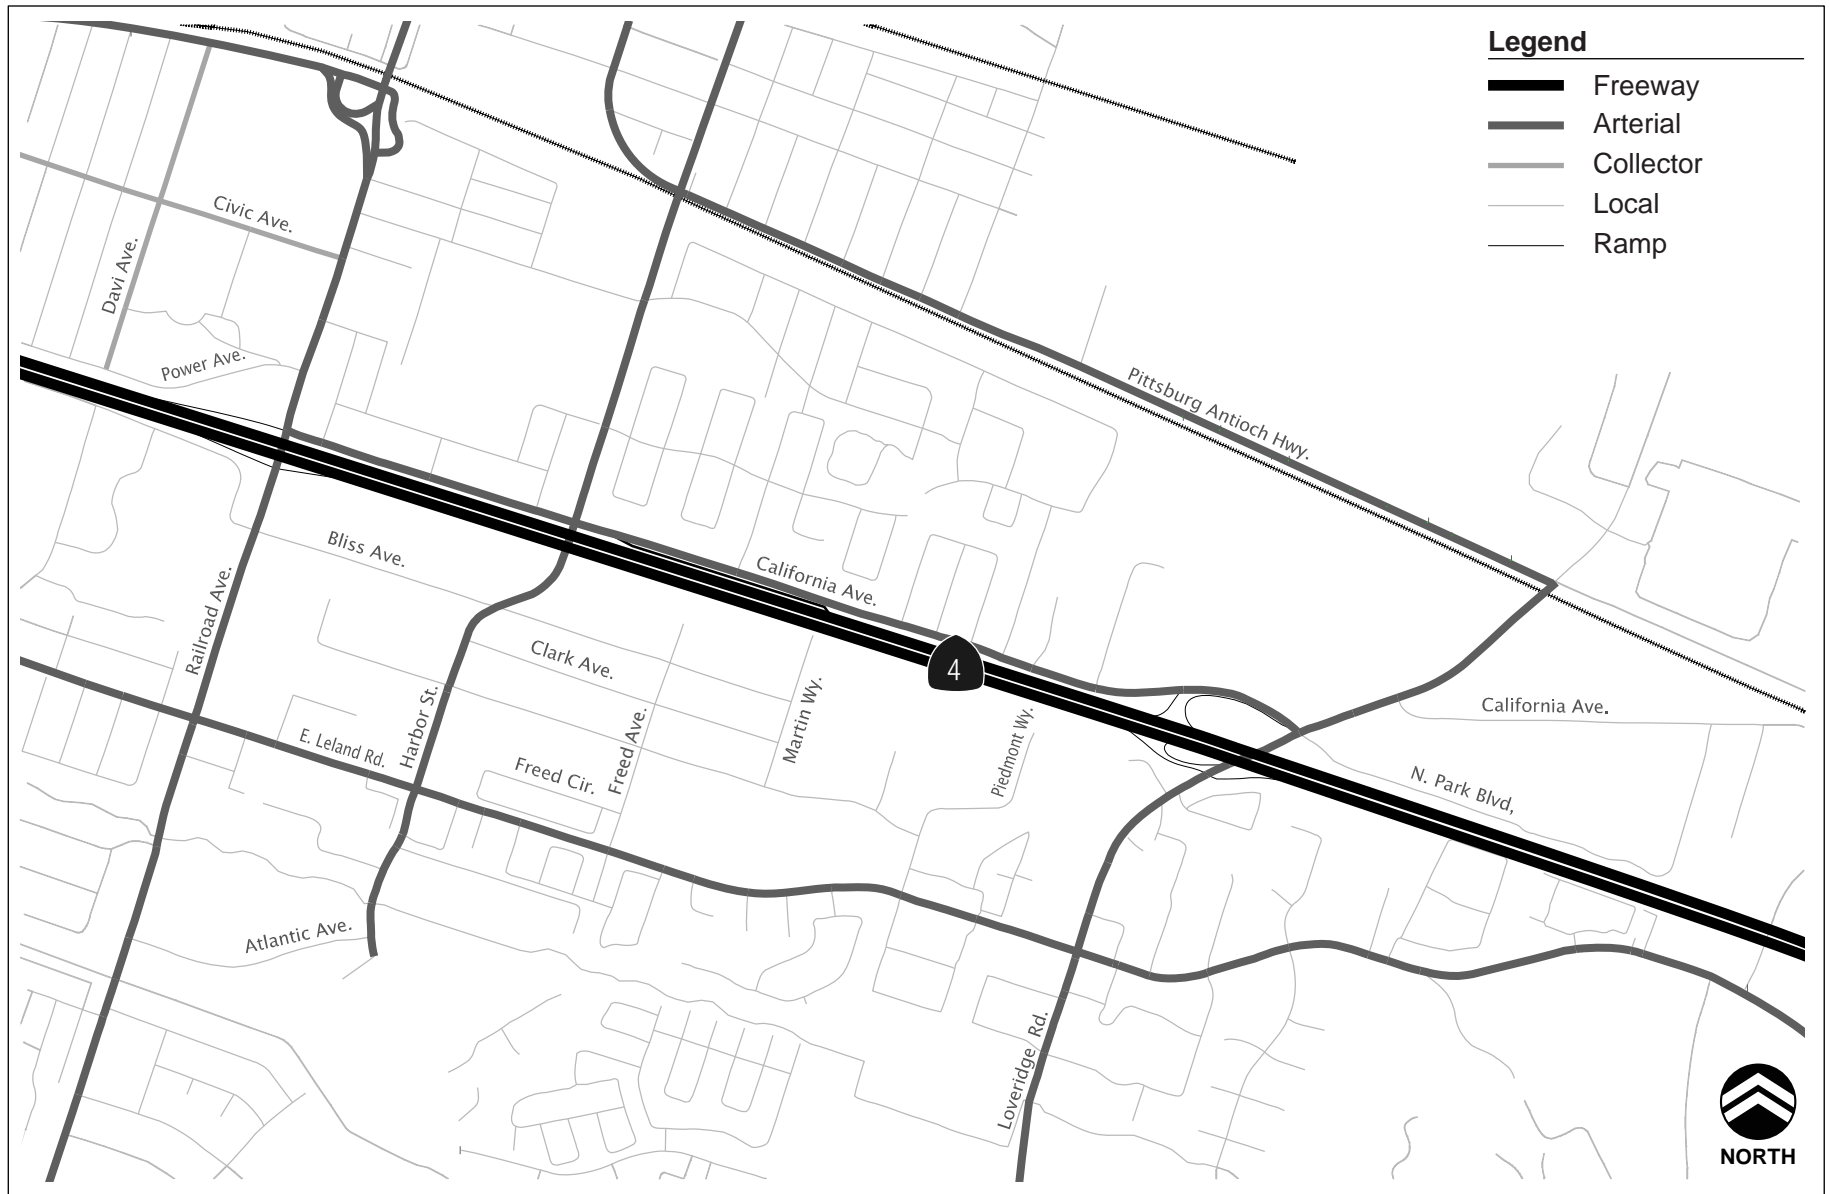 Legend
Freeway
Arterial
Collector
Local
Ramp
Civic Ave.
Davi Ave.
Power Ave.
Pittsburg Antioch Hwy.
Bliss Ave.
California Ave.
Railroad Ave.
Clark Ave.
4
Harbor St.
Martin Wy.
Piedmont Wy.
California Ave.
E. Leland Rd.
Freed Cir.
Freed Ave.
N. Park Blvd,
Atlantic Ave.
Loveridge Rd.
NORTH